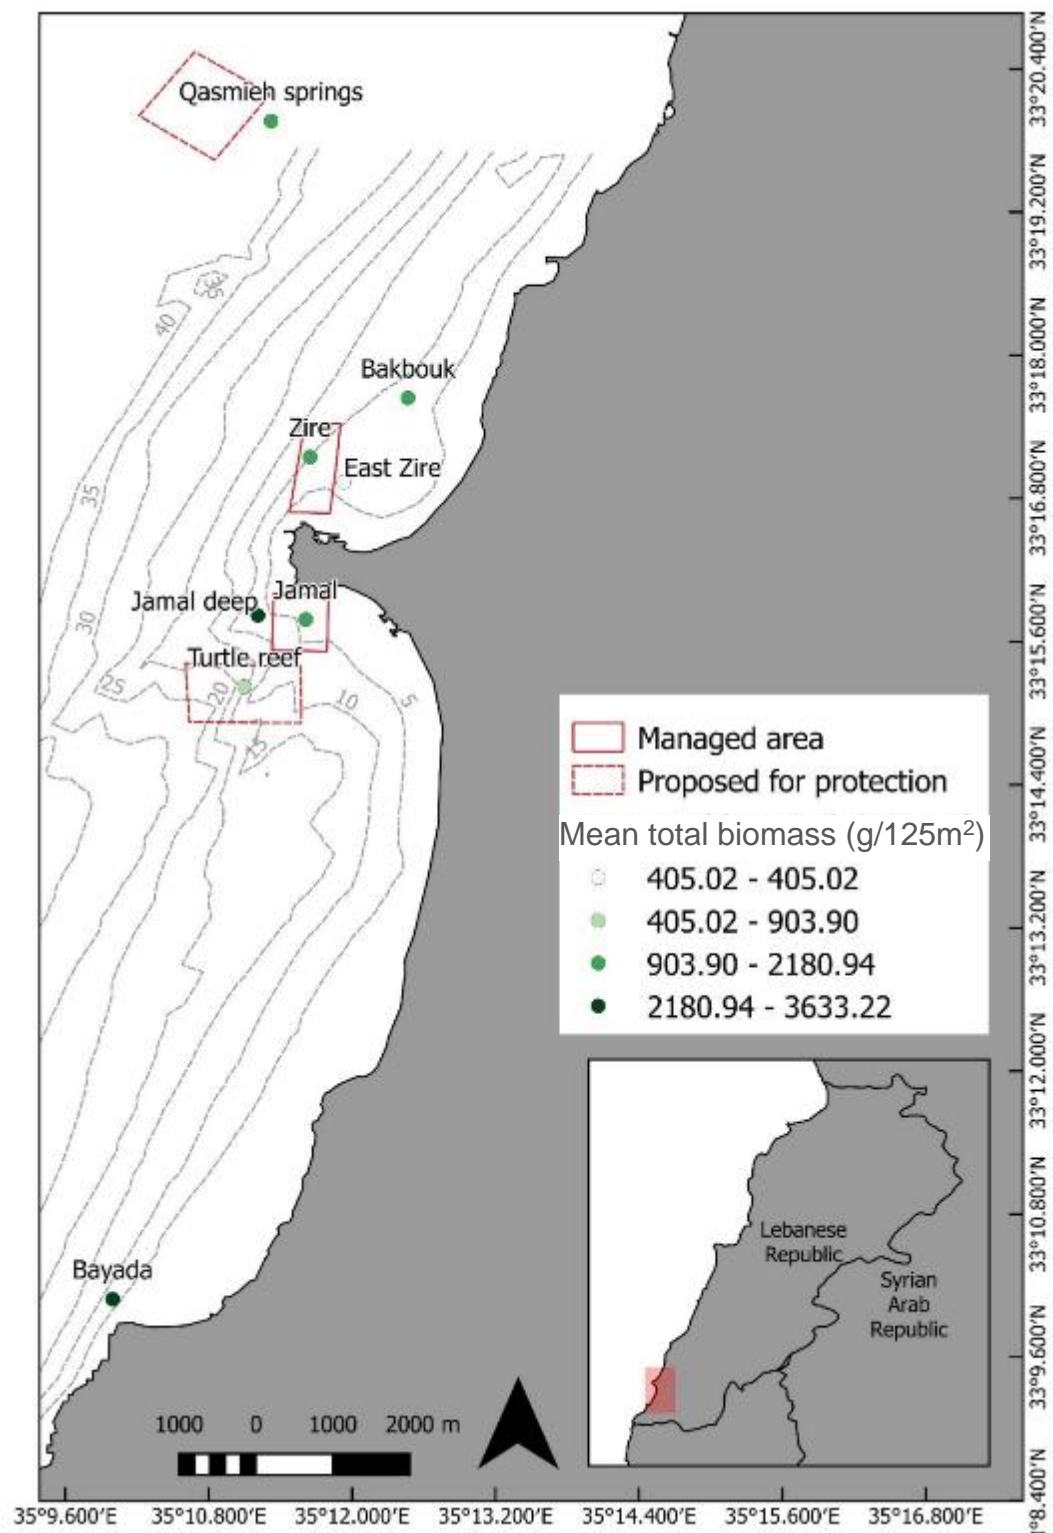 Qasmieh springs
40
35
Bakbouk
Zire
East Zire
35
Jamal
Jamal deep
30
Turtle reef
25
20
10
5
15
Managed area
Proposed for protection
Mean total biomass (g/125m²)
405.02 - 405.02
405.02 - 903.90
903.90 - 2180.94
2180.94 - 3633.22
Bayada
Lebanese
Republic
Syrian
Arab
Republic
1000 0 1000 2000 m
33°20.400'N
33°19.200'N
33°18.000'N
33°16.800'N
33°15.600'N
33°14.400'N
33°13.200'N
33°12.000'N
33°10.800'N
33°9.600'N
°8.400'N
35°9.600'E 35°10.800'E 35°12.000'E 35°13.200'E 35°14.400'E 35°15.600'E 35°16.800'E